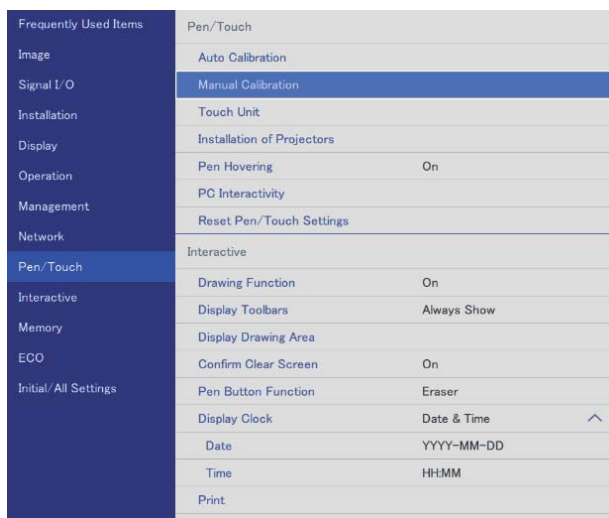 Frequently Used Items
Image
Signal I/O
Installation
Display
Operation
Management
Network
Pen/Touch
Interactive
Memory
ECO
Initial/All Settings
Pen/Touch
Auto Calibration
Manual Calibration
Touch Unit
Installation of Projectors
Pen Hovering On
PC Interactivity
Reset Pen/Touch Settings
Interactive
Drawing Function On
Display Toolbars Always Show
Display Drawing Area
Confirm Clear Screen On
Pen Button Function Eraser
Display Clock Date & Time
Date YYYY-MM-DD
Time HH:MM
Print